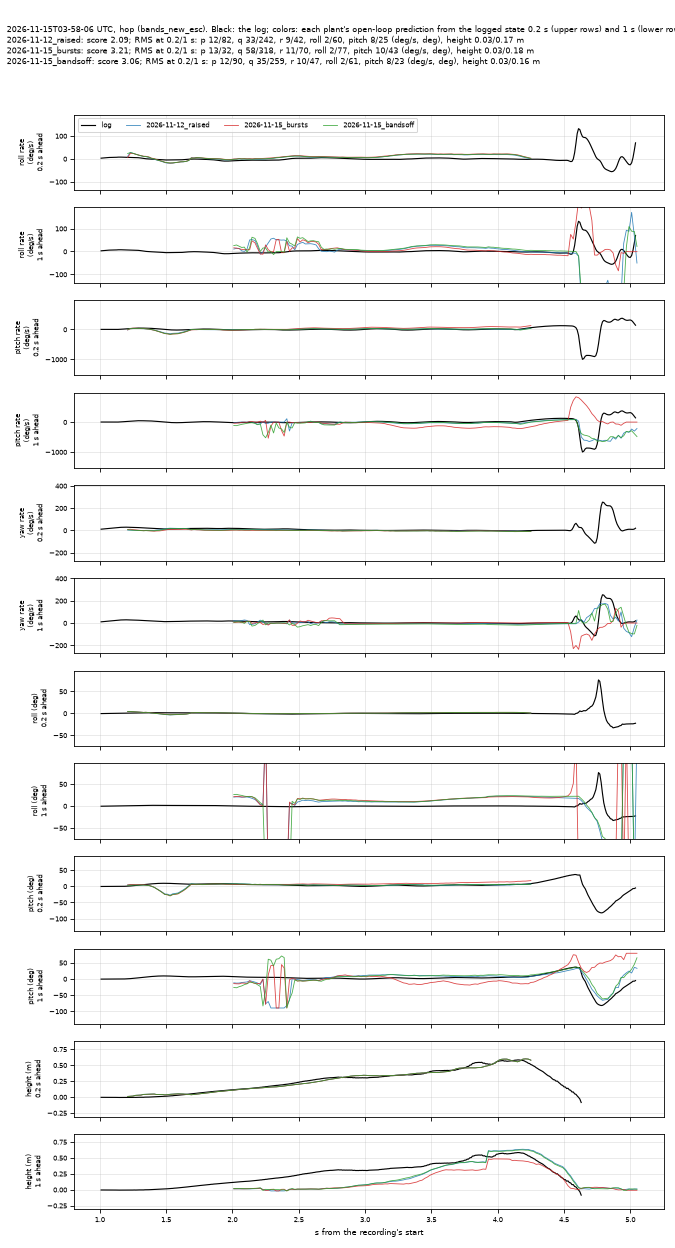 2026-11-15T03-58-06 UTC, hop (bands_new_esc). Black: the log; colors: each plant's open-loop prediction from the logged state 0.2 s (upper rows) and 1 s (lower row
2026-11-12_raised: score 2.09; RMS at 0.2/1 s: p 12/82, q 33/242, r 9/42, roll 2/60, pitch 8/25 (deg/s, deg), height 0.03/0.17 m
2026-11-15_bursts: score 3.21; RMS at 0.2/1 s: p 13/32, q 58/318, r 11/70, roll 2/77, pitch 10/43 (deg/s, deg), height 0.03/0.18 m
2026-11-15_bandsoff: score 3.06; RMS at 0.2/1 s: p 12/90, q 35/259, r 10/47, roll 2/61, pitch 8/23 (deg/s, deg), height 0.03/0.16 m
log 2026-11-12_raised 2026-11-15_bursts 2026-11-15_bandsoff
roll rate
(deg/s)
0.2 s ahead
100
0
−100
roll rate
(deg/s)
1 s ahead
100
0
−100
pitch rate
(deg/s)
0.2 s ahead
0
−1000
pitch rate
(deg/s)
1 s ahead
0
−1000
yaw rate
(deg/s)
0.2 s ahead
400
200
0
−200
yaw rate
(deg/s)
1 s ahead
400
200
0
−200
roll (deg)
0.2 s ahead
50
0
−50
roll (deg)
1 s ahead
50
0
−50
pitch (deg)
0.2 s ahead
50
0
−50
−100
pitch (deg)
1 s ahead
50
0
−50
−100
height (m)
0.2 s ahead
0.75
0.50
0.25
0.00
−0.25
height (m)
1 s ahead
0.75
0.50
0.25
0.00
−0.25
1.0 1.5 2.0 2.5 3.0 3.5 4.0 4.5 5.0
s from the recording's start